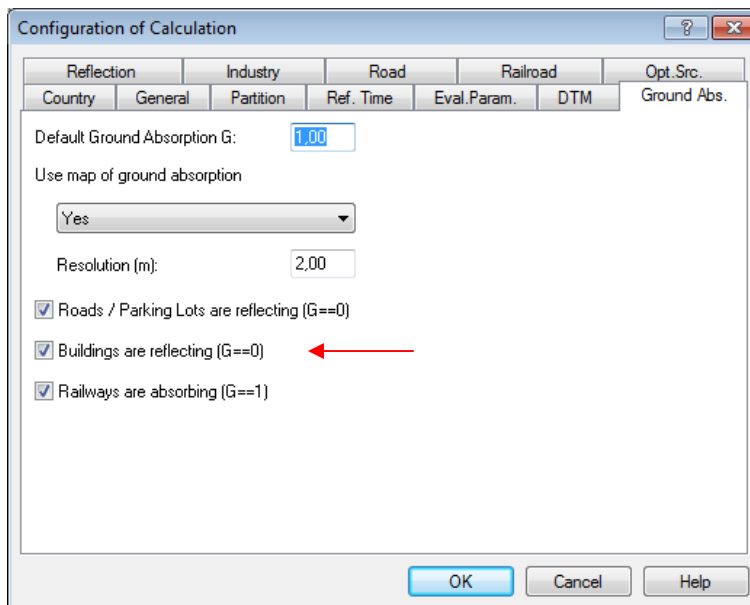 Configuration of Calculation
Reflection Industry Road Railroad Opt.Src.
Country General Partition Ref. Time Eval.Param. DTM Ground Abs.
Default Ground Absorption G: 1,00
Use map of ground absorption
Yes
Resolution (m): 2,00
Roads / Parking Lots are reflecting (G==0)
Buildings are reflecting (G==0)
Railways are absorbing (G==1)
OK Cancel Help